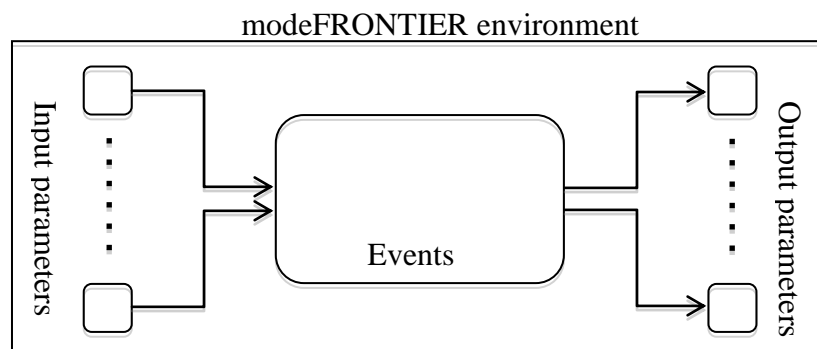 modeFRONTIER environment
Input parameters
Events
Output parameters